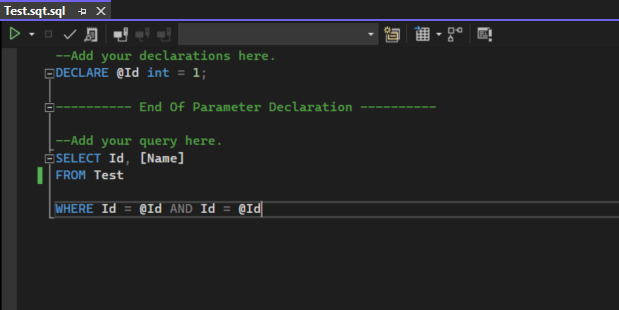 Test.sqt.sql
--Add your declarations here.
DECLARE @Id int = 1;
---------- End Of Parameter Declaration ----------
--Add your query here.
SELECT Id, [Name]
FROM Test
WHERE Id = @Id AND Id = @Id